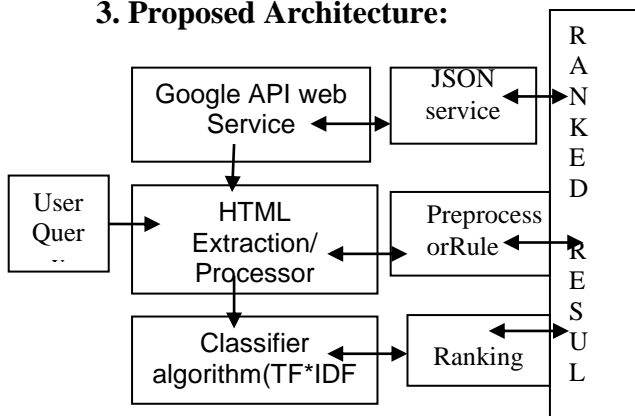 3. Proposed Architecture:
Google API web
Service
JSON
service
User
Quer
HTML
Extraction/
Processor
Preprocess
orRule
Classifier
algorithm(TF*IDF
Ranking
R
A
N
K
E
D
R
E
S
U
L